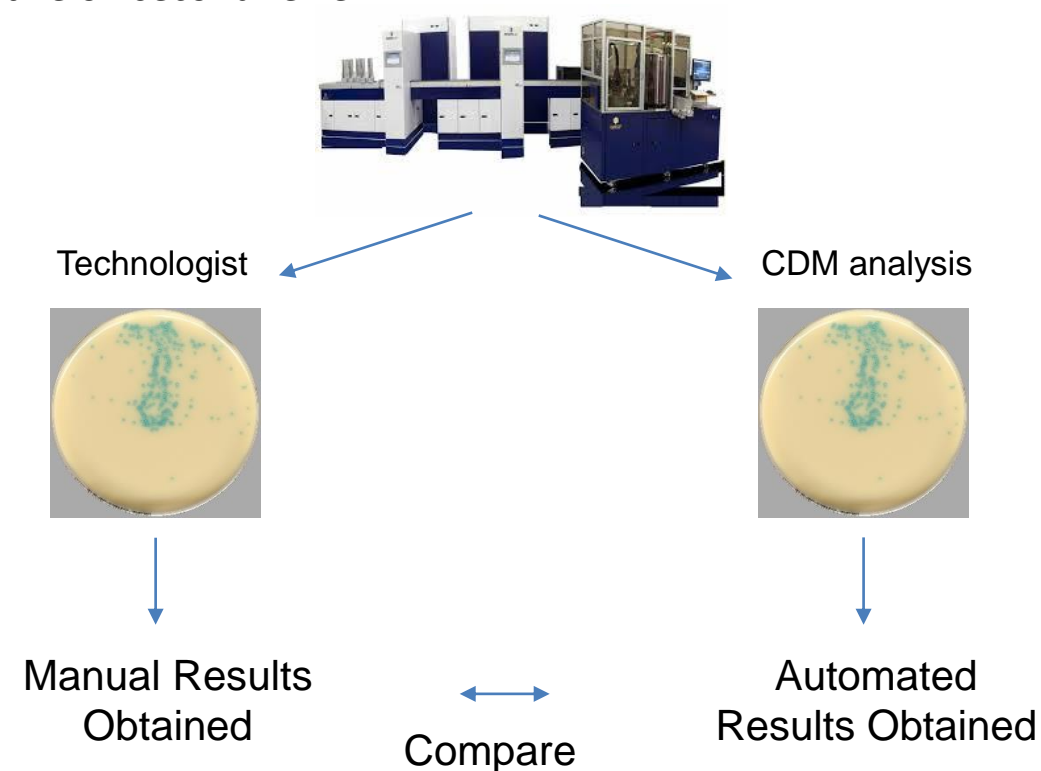 Technologist
CDM analysis
Manual Results
Obtained
Automated
Results Obtained
Compare